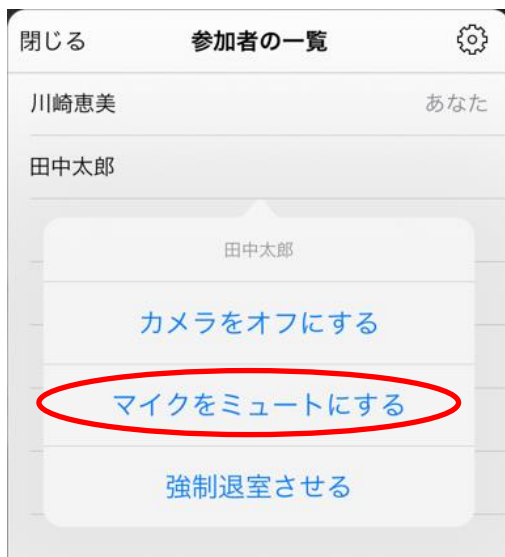 閉じる 参加者の一覧
川崎恵美 あなた
田中太郎
田中太郎
カメラをオフにする
マイクをミュートにする
強制退室させる